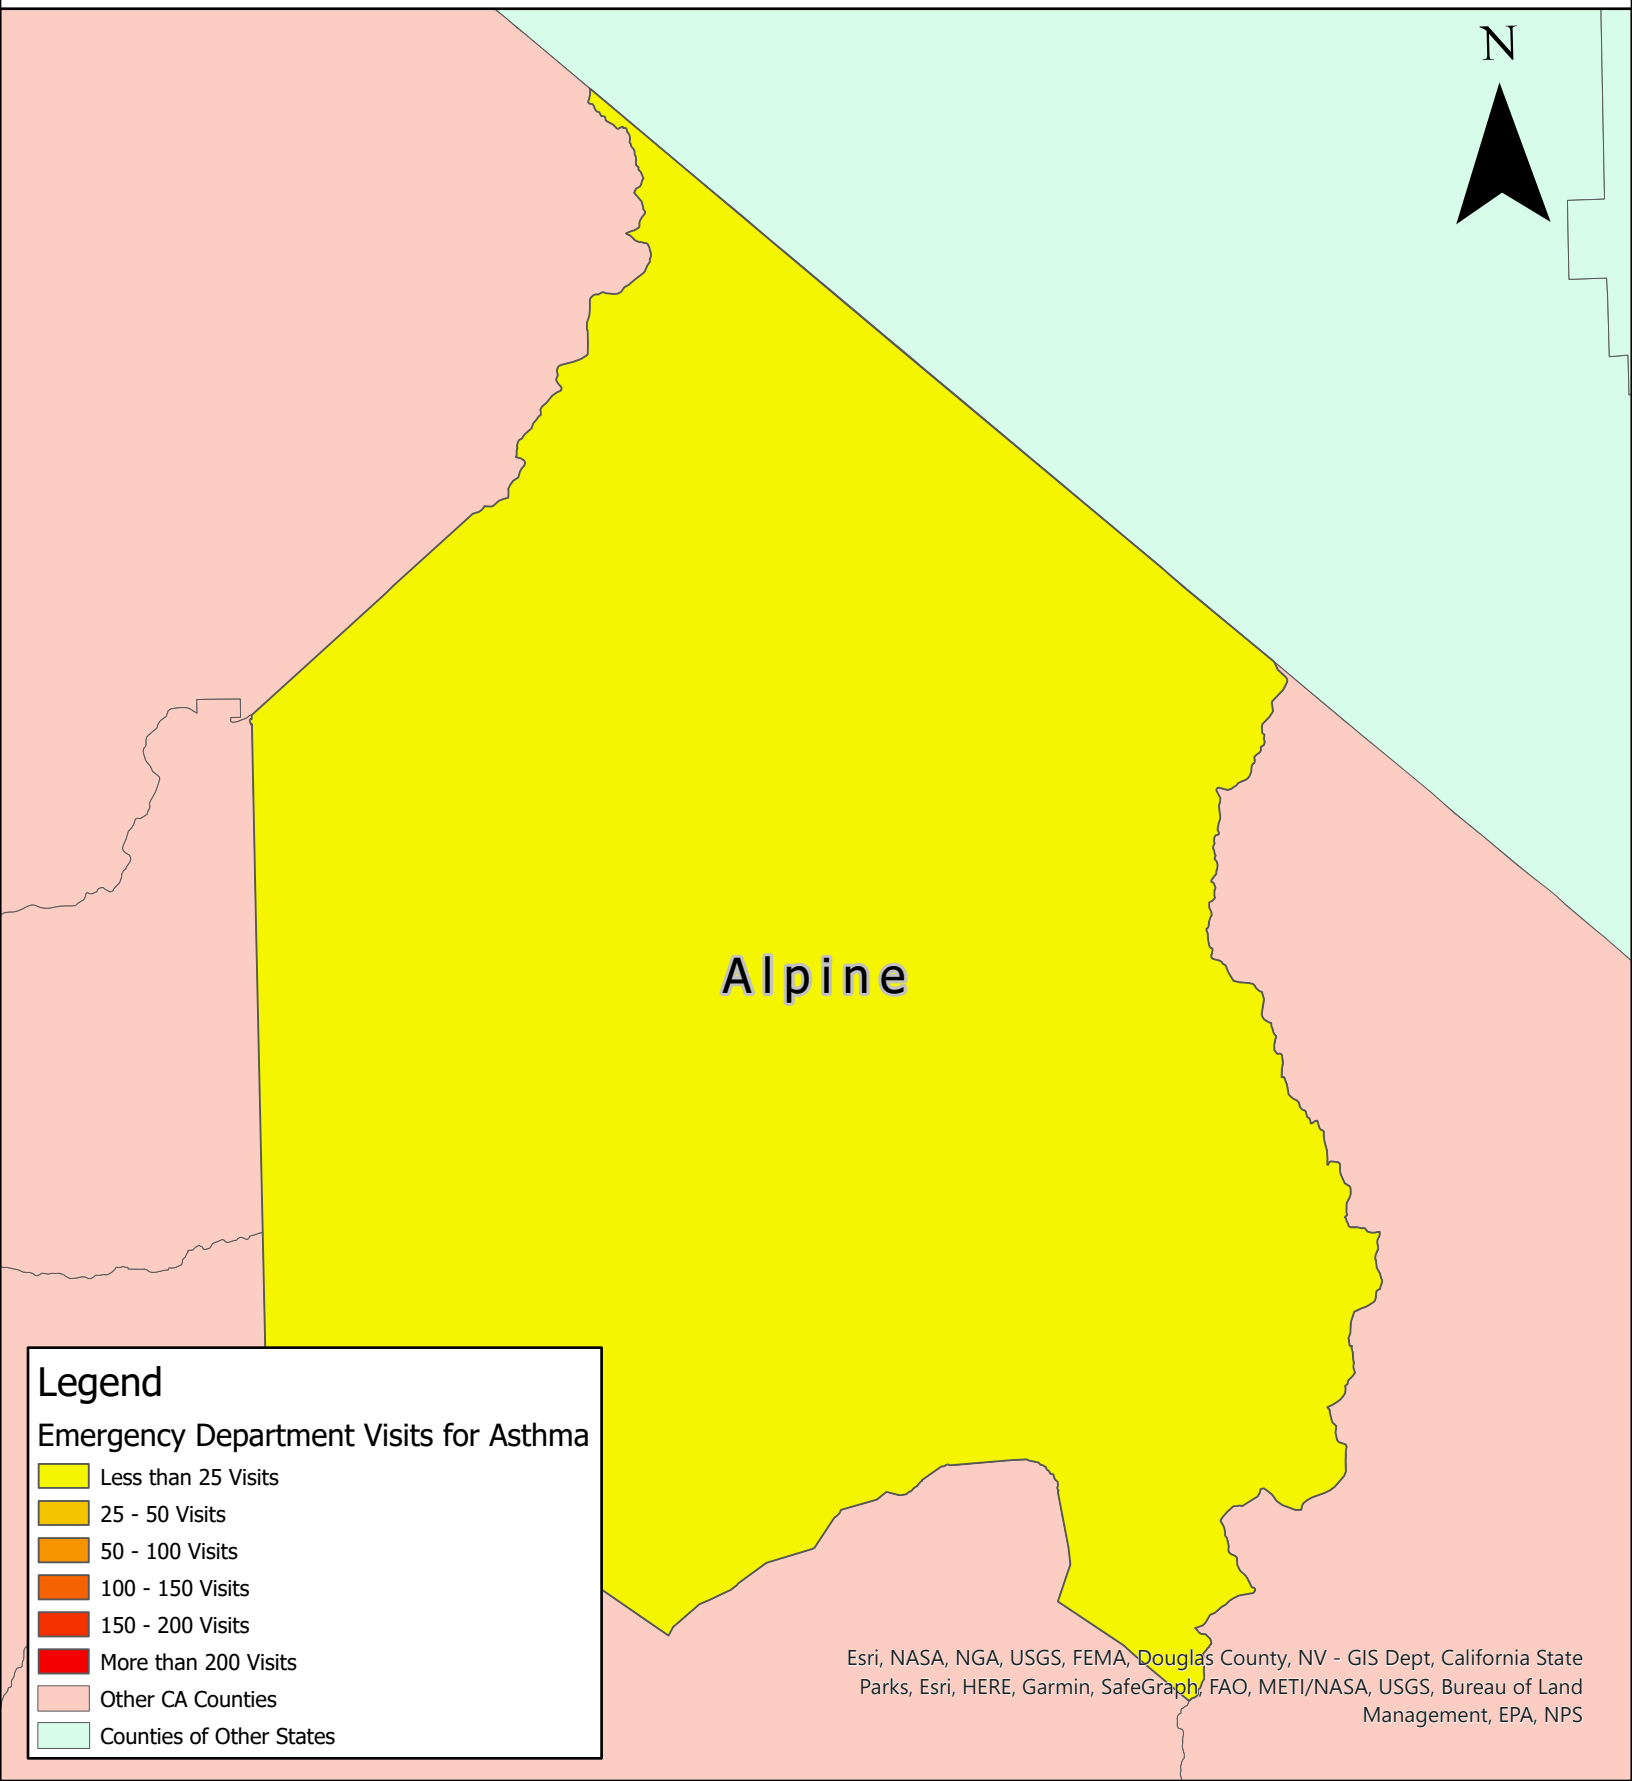 N
Alpine
Legend
Emergency Department Visits for Asthma
Less than 25 Visits
25 - 50 Visits
50 - 100 Visits
100 - 150 Visits
150 - 200 Visits
More than 200 Visits
Other CA Counties
Counties of Other States
Esri, NASA, NGA, USGS, FEMA, Douglas County, NV - GIS Dept, California State
Parks, Esri, HERE, Garmin, SafeGraph, FAO, METI/NASA, USGS, Bureau of Land
Management, EPA, NPS